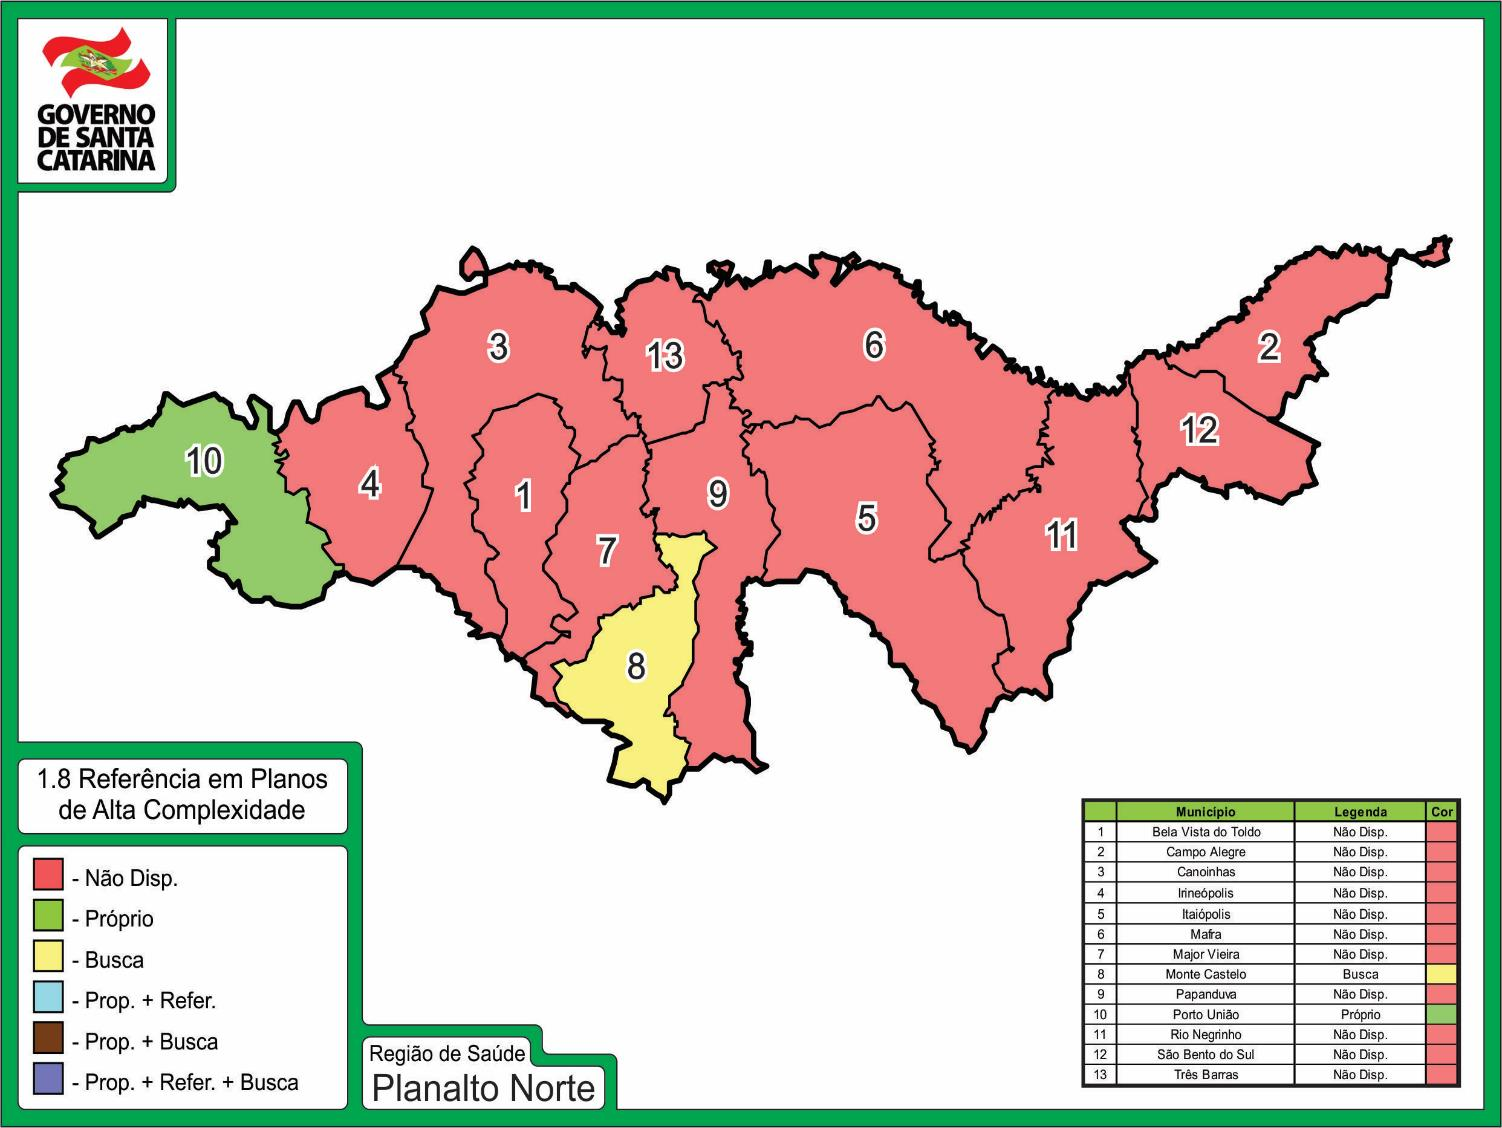 GOVERNO
DE SANTA
CATARINA
3
13
6
2
12
10
4
1
9
5
11
7
8
1.8 Referência em Planos
de Alta Complexidade
- Não Disp.
- Próprio
- Busca
- Prop. + Refer.
- Prop. + Busca
- Prop. + Refer. + Busca
Região de Saúde
Planalto Norte
Município Legenda Cor
1 Bela Vista do Toldo Não Disp.
2 Campo Alegre Não Disp.
3 Canoinhas Não Disp.
4 Irineópolis Não Disp.
5 Itaiópolis Não Disp.
6 Mafra Não Disp.
7 Major Vieira Não Disp.
8 Monte Castelo Busca
9 Papanduva Não Disp.
10 Porto União Próprio
11 Rio Negrinho Não Disp.
12 São Bento do Sul Não Disp.
13 Três Barras Não Disp.